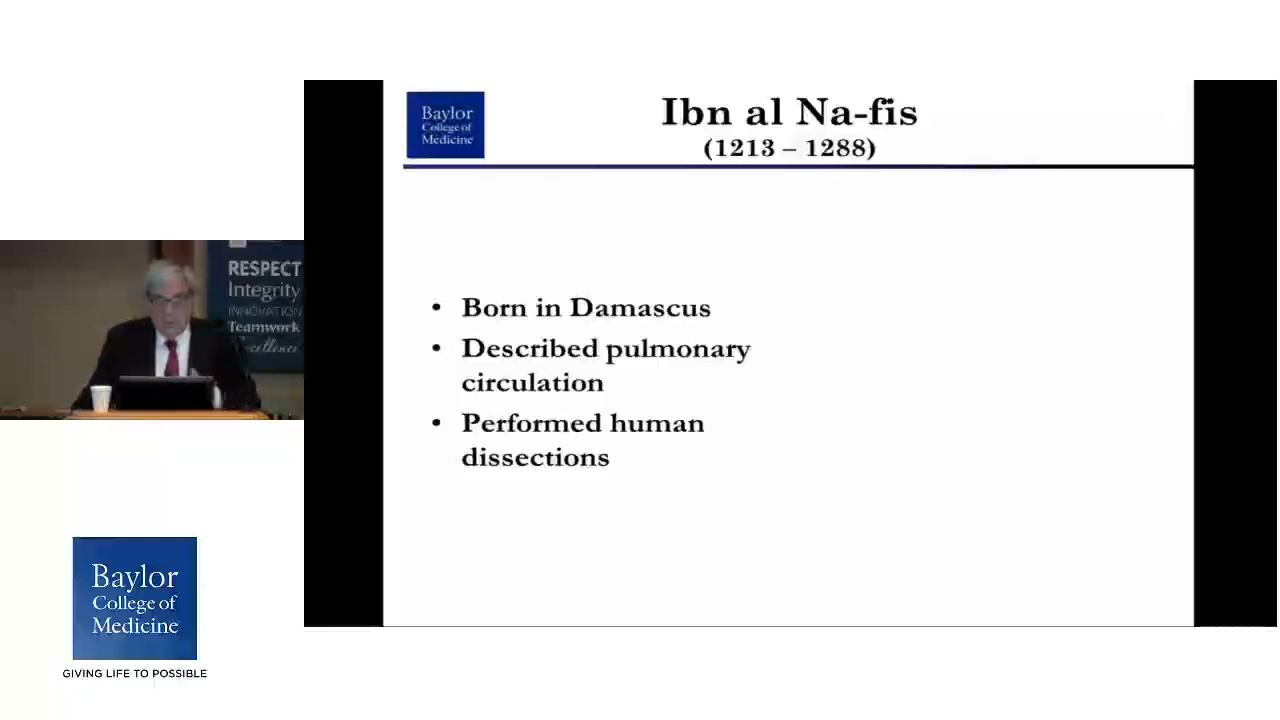 Baylor
College of
Medicine
Ibn al Na-fis
(1213 – 1288)
• Born in Damascus
• Described pulmonary
circulation
• Performed human
dissections
RESPECT
Integrity
INNOVATION
Teamwork
Excellence
Baylor
College of
Medicine
GIVING LIFE TO POSSIBLE